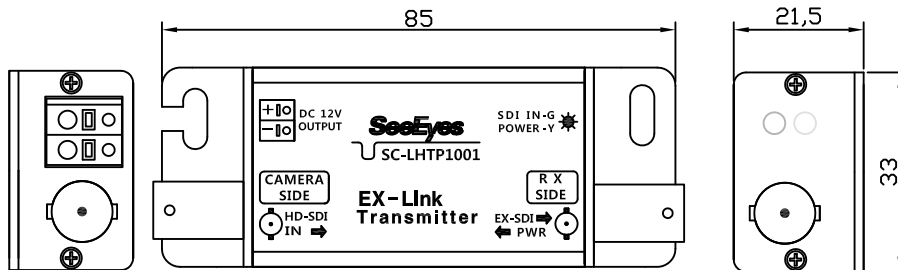 85
21,5
+
DC 12V
- OUTPUT
SDI IN-G
POWER-Y
SeeEyes
SC-LHTP1001
33
CAMERA
SIDE
R X
SIDE
EX-LInk
Transmitter
HD-SDI
IN ➡
EX-SDI ➡
⬅ PWR